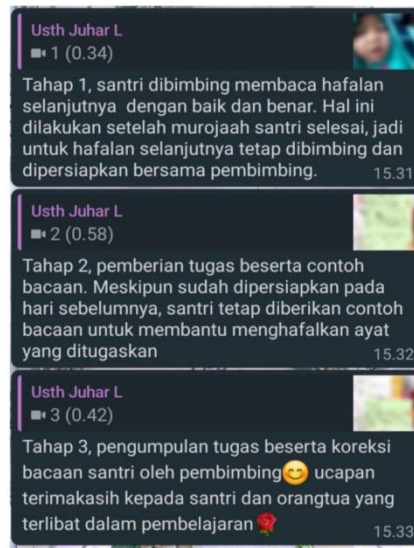 Usth Juhar L
1 (0.34)
Tahap 1, santri dibimbing membaca hafalan
selanjutnya dengan baik dan benar. Hal ini
dilakukan setelah murojaah santri selesai, jadi
untuk hafalan selanjutnya tetap dibimbing dan
dipersiapkan bersama pembimbing.
15.31
Usth Juhar L
2 (0.58)
Tahap 2, pemberian tugas beserta contoh
bacaan. Meskipun sudah dipersiapkan pada
hari sebelumnya, santri tetap diberikan contoh
bacaan untuk membantu menghafalkan ayat
yang ditugaskan
15.32
Usth Juhar L
3 (0.42)
Tahap 3, pengumpulan tugas beserta koreksi
bacaan santri oleh pembimbing😊 ucapan
terimakasih kepada santri dan orangtua yang
terlibat dalam pembelajaran🌹
15.33